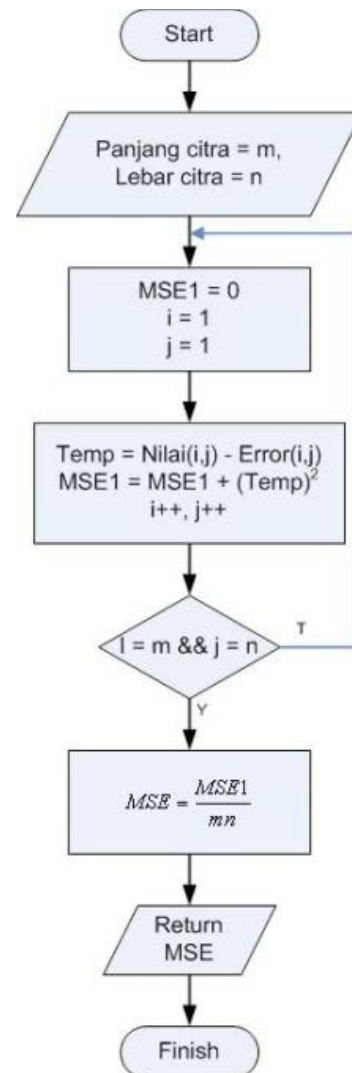 Start
Panjang citra = m,
Lebar citra = n
MSE1 = 0
i = 1
j = 1
Temp = Nilai(i,j) - Error(i,j)
MSE1 = MSE1 + (Temp)²
i++, j++
I = m && j = n
T
Y
MSE = MSE1 / mn
Return
MSE
Finish